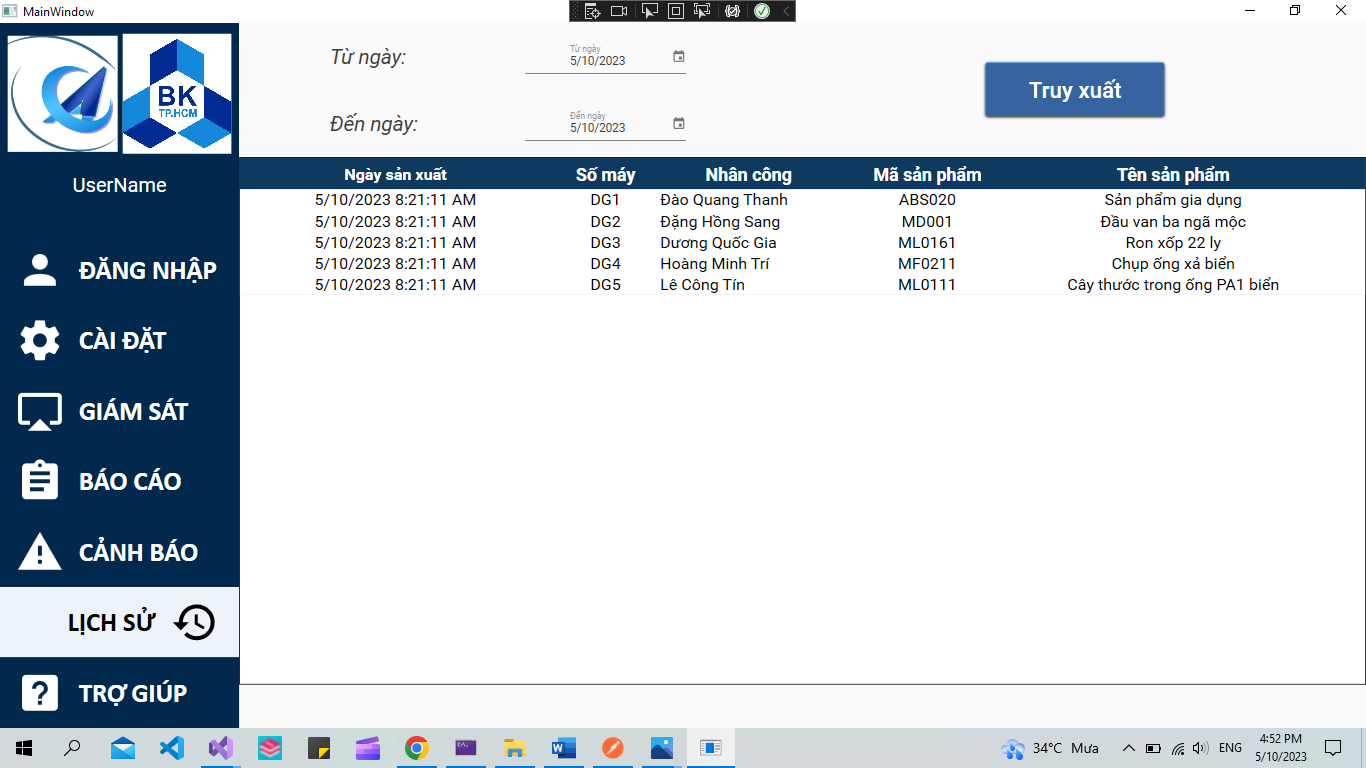 MainWindow
BK
TP.HCM
UserName
ĐĂNG NHẬP
CÀI ĐẶT
GIÁM SÁT
BÁO CÁO
CẢNH BÁO
LỊCH SỬ
TRỢ GIÚP
Từ ngày:
Từ ngày
5/10/2023
Đến ngày:
Đến ngày
5/10/2023
Truy xuất
Ngày sản xuất Số máy Nhân công Mã sản phẩm Tên sản phẩm
5/10/2023 8:21:11 AM DG1 Đào Quang Thanh ABS020 Sản phẩm gia dụng
5/10/2023 8:21:11 AM DG2 Đặng Hồng Sang MD001 Đầu van ba ngã mộc
5/10/2023 8:21:11 AM DG3 Dương Quốc Gia ML0161 Ron xốp 22 ly
5/10/2023 8:21:11 AM DG4 Hoàng Minh Trí MF0211 Chụp ống xả biển
5/10/2023 8:21:11 AM DG5 Lê Công Tín ML0111 Cây thước trong ống PA1 biển
34°C Mưa
ENG
4:52 PM
5/10/2023